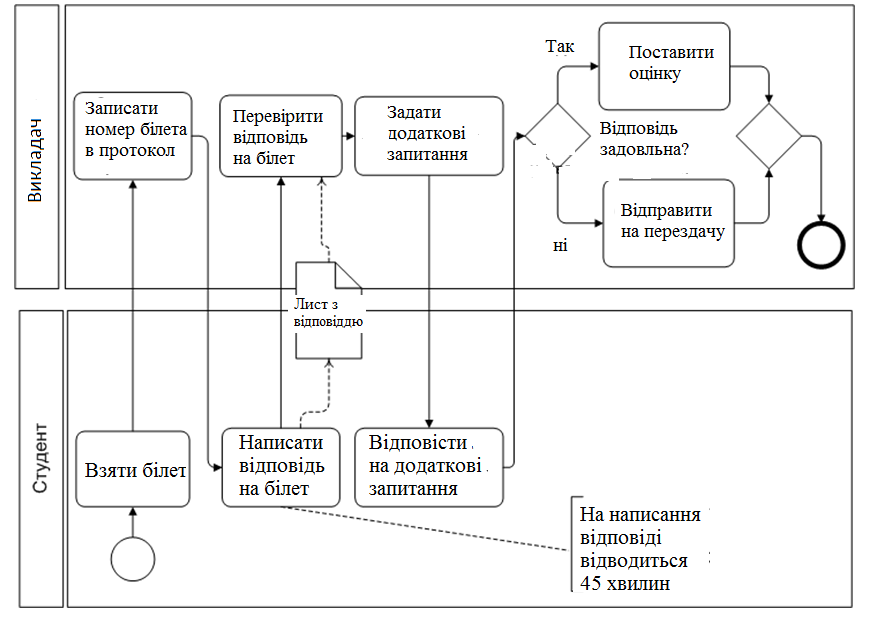 Викладач
Записати
номер білета
в протокол
Перевірити
відповідь
на білет
Задати
додаткові
запитання
Так
Поставити
оцінку
Відповідь
задовльна?
ні
Відправити
на перездачу
Лист з
відповіддю
Студент
Взяти білет
Написати
відповідь
на білет
Відповісти
на додаткові
запитання
На написання
відповіді
відводиться
45 хвилин